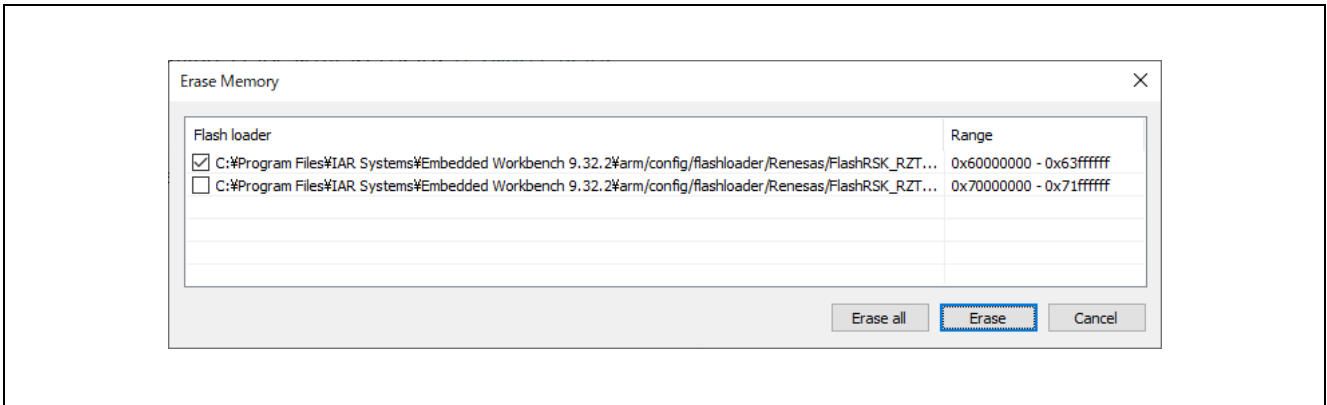 Erase Memory
Flash loader Range
C:¥Program Files¥IAR Systems¥Embedded Workbench 9.32.2¥arm/config/flashloader/Renesas/FlashRSK_RZT... 0x60000000 - 0x63ffffff
C:¥Program Files¥IAR Systems¥Embedded Workbench 9.32.2¥arm/config/flashloader/Renesas/FlashRSK_RZT... 0x70000000 - 0x71ffffff
Erase all Erase Cancel